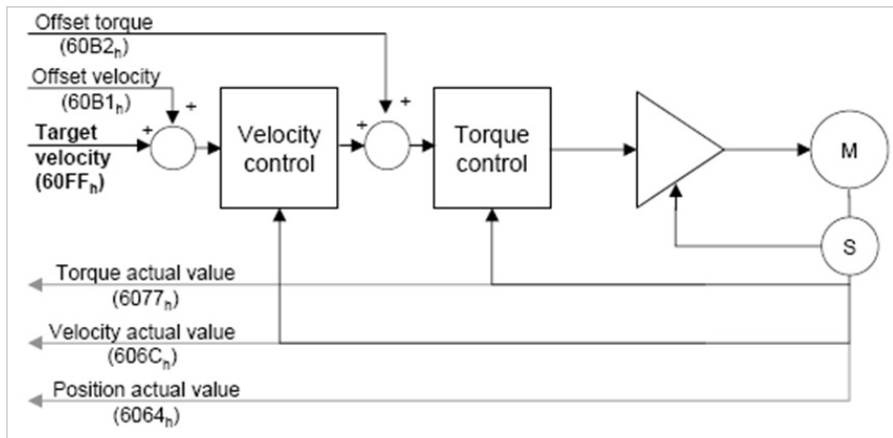 Offset torque
(60B2h)
Offset velocity
(60B1h)
+
+
Target
velocity
(60FFh)
Velocity
control
+
+
Torque
control
M
S
Torque actual value
(6077h)
Velocity actual value
(606Ch)
Position actual value
(6064h)